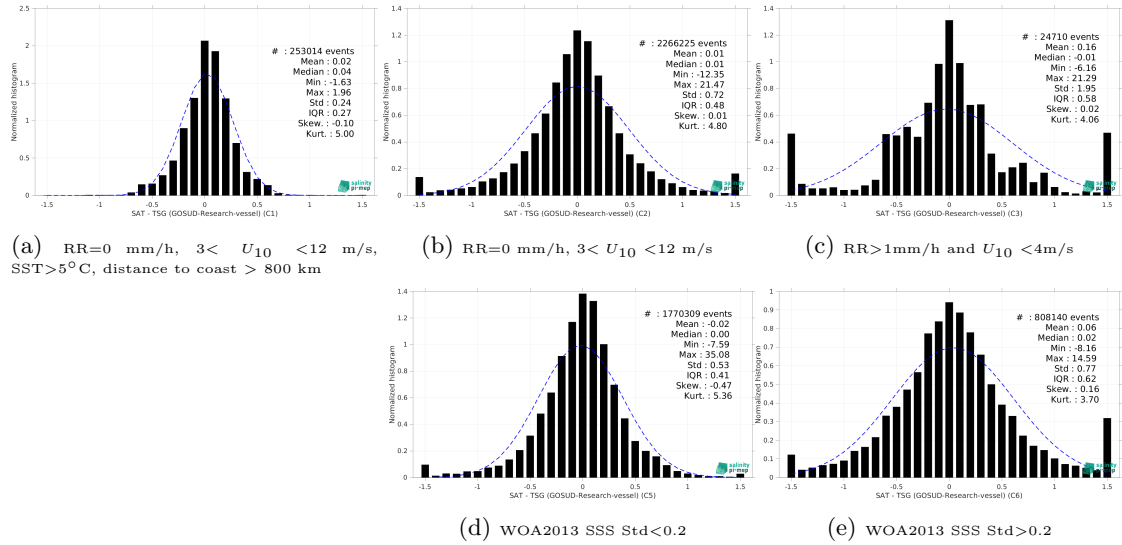 2.5
2
1.5
1
0.5
0
-1.5 -1 -0.5 0 0.5 1 1.5
Normalized histogram
SAT - TSG (GOSUD-Research-vessel) (C1)
# : 253014 events
Mean : 0.02
Median : 0.04
Min : -1.63
Max : 1.96
Std : 0.24
IQR : 0.27
Skew. : -0.10
Kurt. : 5.00
salinity
pi-mep
1.4
1.2
1
0.8
0.6
0.4
0.2
0
-1.5 -1 -0.5 0 0.5 1 1.5
Normalized histogram
SAT - TSG (GOSUD-Research-vessel) (C2)
# : 2266225 events
Mean : 0.01
Median : 0.01
Min : -12.35
Max : 21.47
Std : 0.72
IQR : 0.48
Skew. : 0.01
Kurt. : 4.80
salinity
pi-mep
1.4
1.2
1
0.8
0.6
0.4
0.2
0
-1.5 -1 -0.5 0 0.5 1 1.5
Normalized histogram
SAT - TSG (GOSUD-Research-vessel) (C3)
# : 24710 events
Mean : 0.16
Median : -0.01
Min : -6.16
Max : 21.29
Std : 1.95
IQR : 0.58
Skew. : 0.02
Kurt. : 4.06
salinity
pi-mep
(a) RR=0 mm/h, 3< U10 <12 m/s,
SST>5°C, distance to coast > 800 km
(b) RR=0 mm/h, 3< U10 <12 m/s
(c) RR>1mm/h and U10 <4m/s
1.4
1.2
1
0.8
0.6
0.4
0.2
0
-1.5 -1 -0.5 0 0.5 1 1.5
Normalized histogram
SAT - TSG (GOSUD-Research-vessel) (C5)
# : 1770309 events
Mean : -0.02
Median : 0.00
Min : -7.59
Max : 35.08
Std : 0.53
IQR : 0.41
Skew. : -0.47
Kurt. : 5.36
salinity
pi-mep
1
0.9
0.8
0.7
0.6
0.5
0.4
0.3
0.2
0.1
0
-1.5 -1 -0.5 0 0.5 1 1.5
Normalized histogram
SAT - TSG (GOSUD-Research-vessel) (C6)
# : 808140 events
Mean : 0.06
Median : 0.02
Min : -8.16
Max : 14.59
Std : 0.77
IQR : 0.62
Skew. : 0.16
Kurt. : 3.70
salinity
pi-mep
(d) WOA2013 SSS Std<0.2
(e) WOA2013 SSS Std>0.2